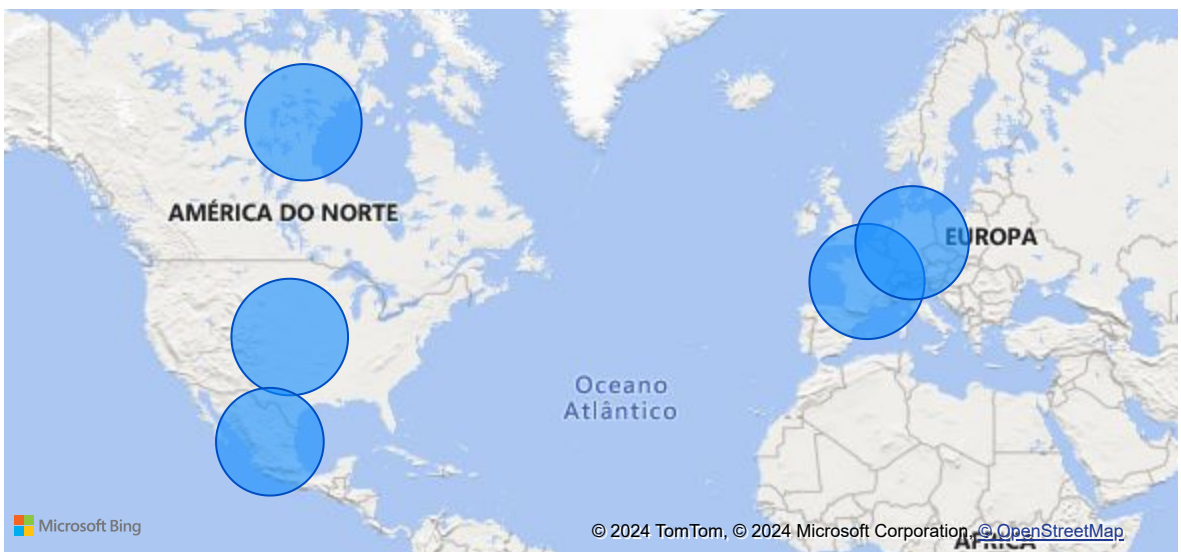 AMÉRICA DO NORTE
EUROPA
Oceano
Atlântico
Microsoft Bing
© 2024 TomTom, © 2024 Microsoft Corporation, © OpenStreetMap
ÁFRICA